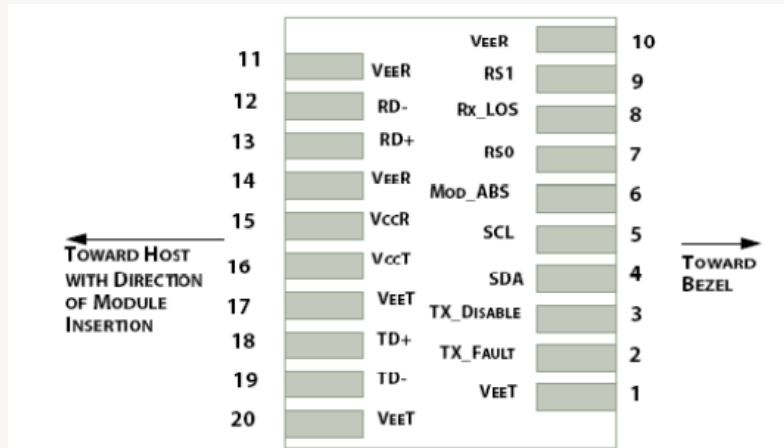 11 VEER
12 RD-
13 RD+
14 VEER
15 VCCR
16 VCCT
17 VEET
18 TD+
19 TD-
20 VEET
VEER 10
RS1 9
RX_LOS 8
RS0 7
MOD_ABS 6
SCL 5
SDA 4
TX_DISABLE 3
TX_FAULT 2
VEET 1
TOWARD HOST
WITH DIRECTION
OF MODULE
INSERTION
TOWARD
BEZEL